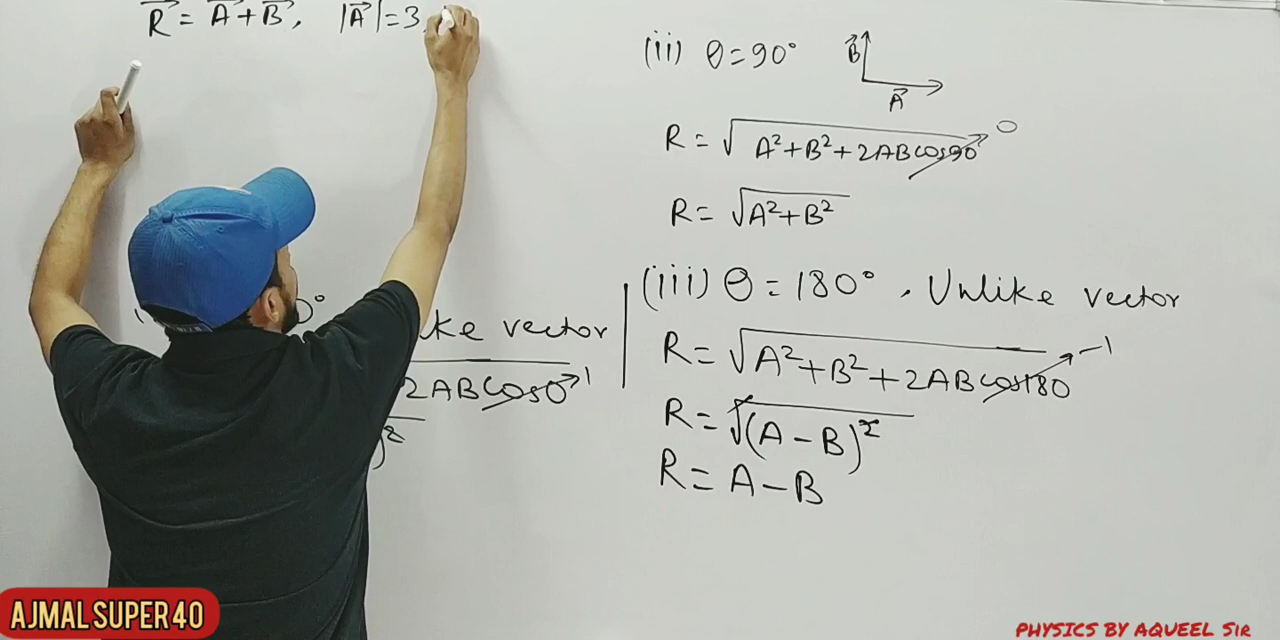 R⃗ = A⃗ + B⃗, |A⃗| = 3
(ii) θ = 90°
B⃗
A⃗
R = √A² + B² + 2ABcos90 0
R = √A² + B²
ke vector
2ABcos0 1
)²
(iii) θ = 180°, Unlike vector
R = √A² + B² + 2ABcos180 -1
R = √(A - B)²
R = A - B
AJMAL SUPER 40
PHYSICS BY AQUEEL Sir